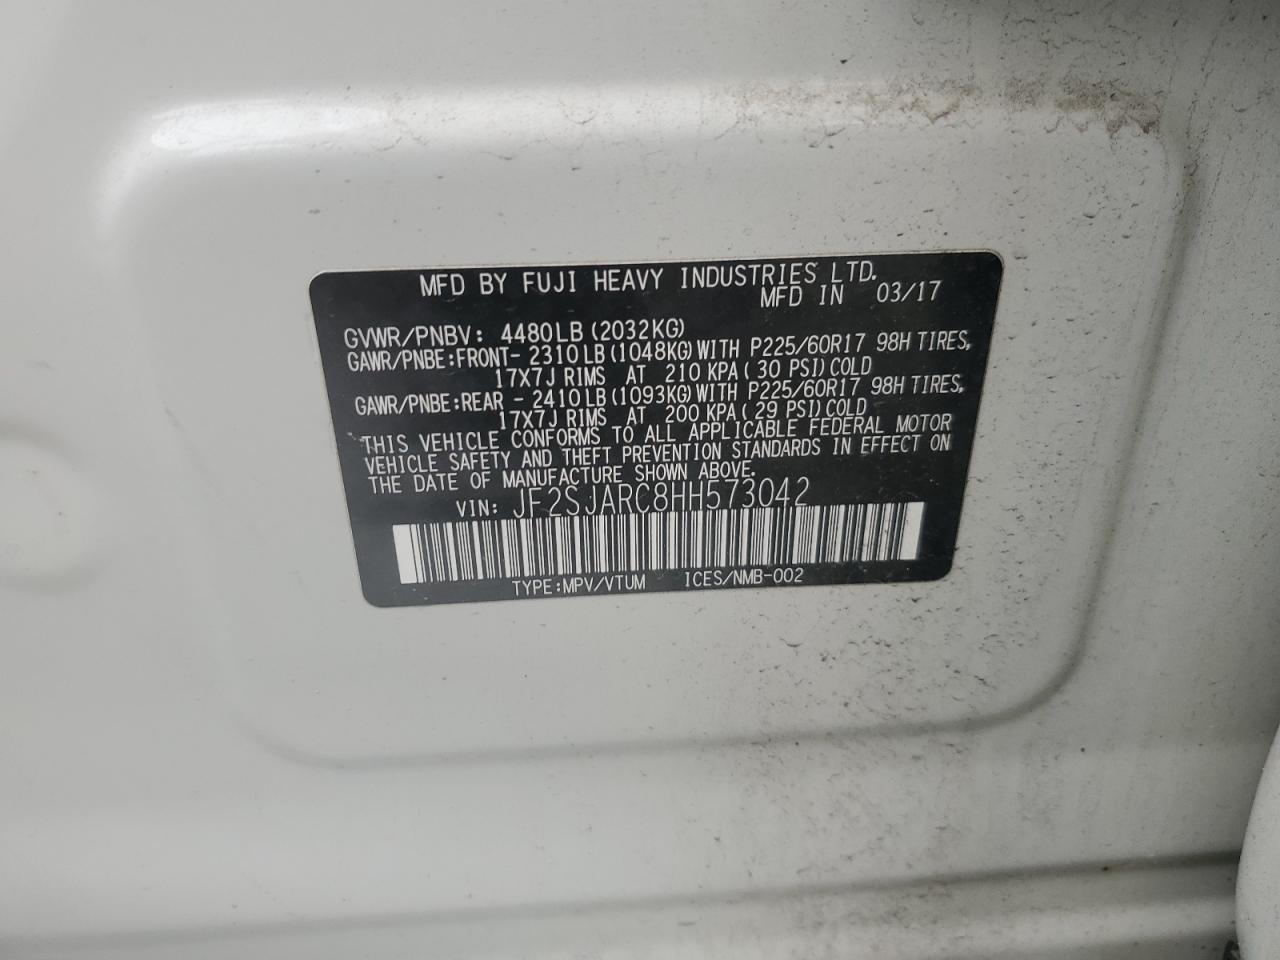 MFD BY FUJI HEAVY INDUSTRIES LTD.
MFD IN 03/17
GVWR/PNBV: 4480LB(2032KG)
GAWR/PNBE:FRONT- 2310LB(1048KG)WITH P225/60R17 98H TIRES,
17X7J RIMS AT 210 KPA( 30 PSI)COLD
GAWR/PNBE:REAR - 2410LB(1093KG)WITH P225/60R17 98H TIRES,
17X7J RIMS AT 200 KPA( 29 PSI)COLD
THIS VEHICLE CONFORMS TO ALL APPLICABLE FEDERAL MOTOR
VEHICLE SAFETY AND THEFT PREVENTION STANDARDS IN EFFECT ON
THE DATE OF MANUFACTURE SHOWN ABOVE.
VIN: JF2SJARC8HH573042
TYPE:MPV/VTUM ICES/NMB-002